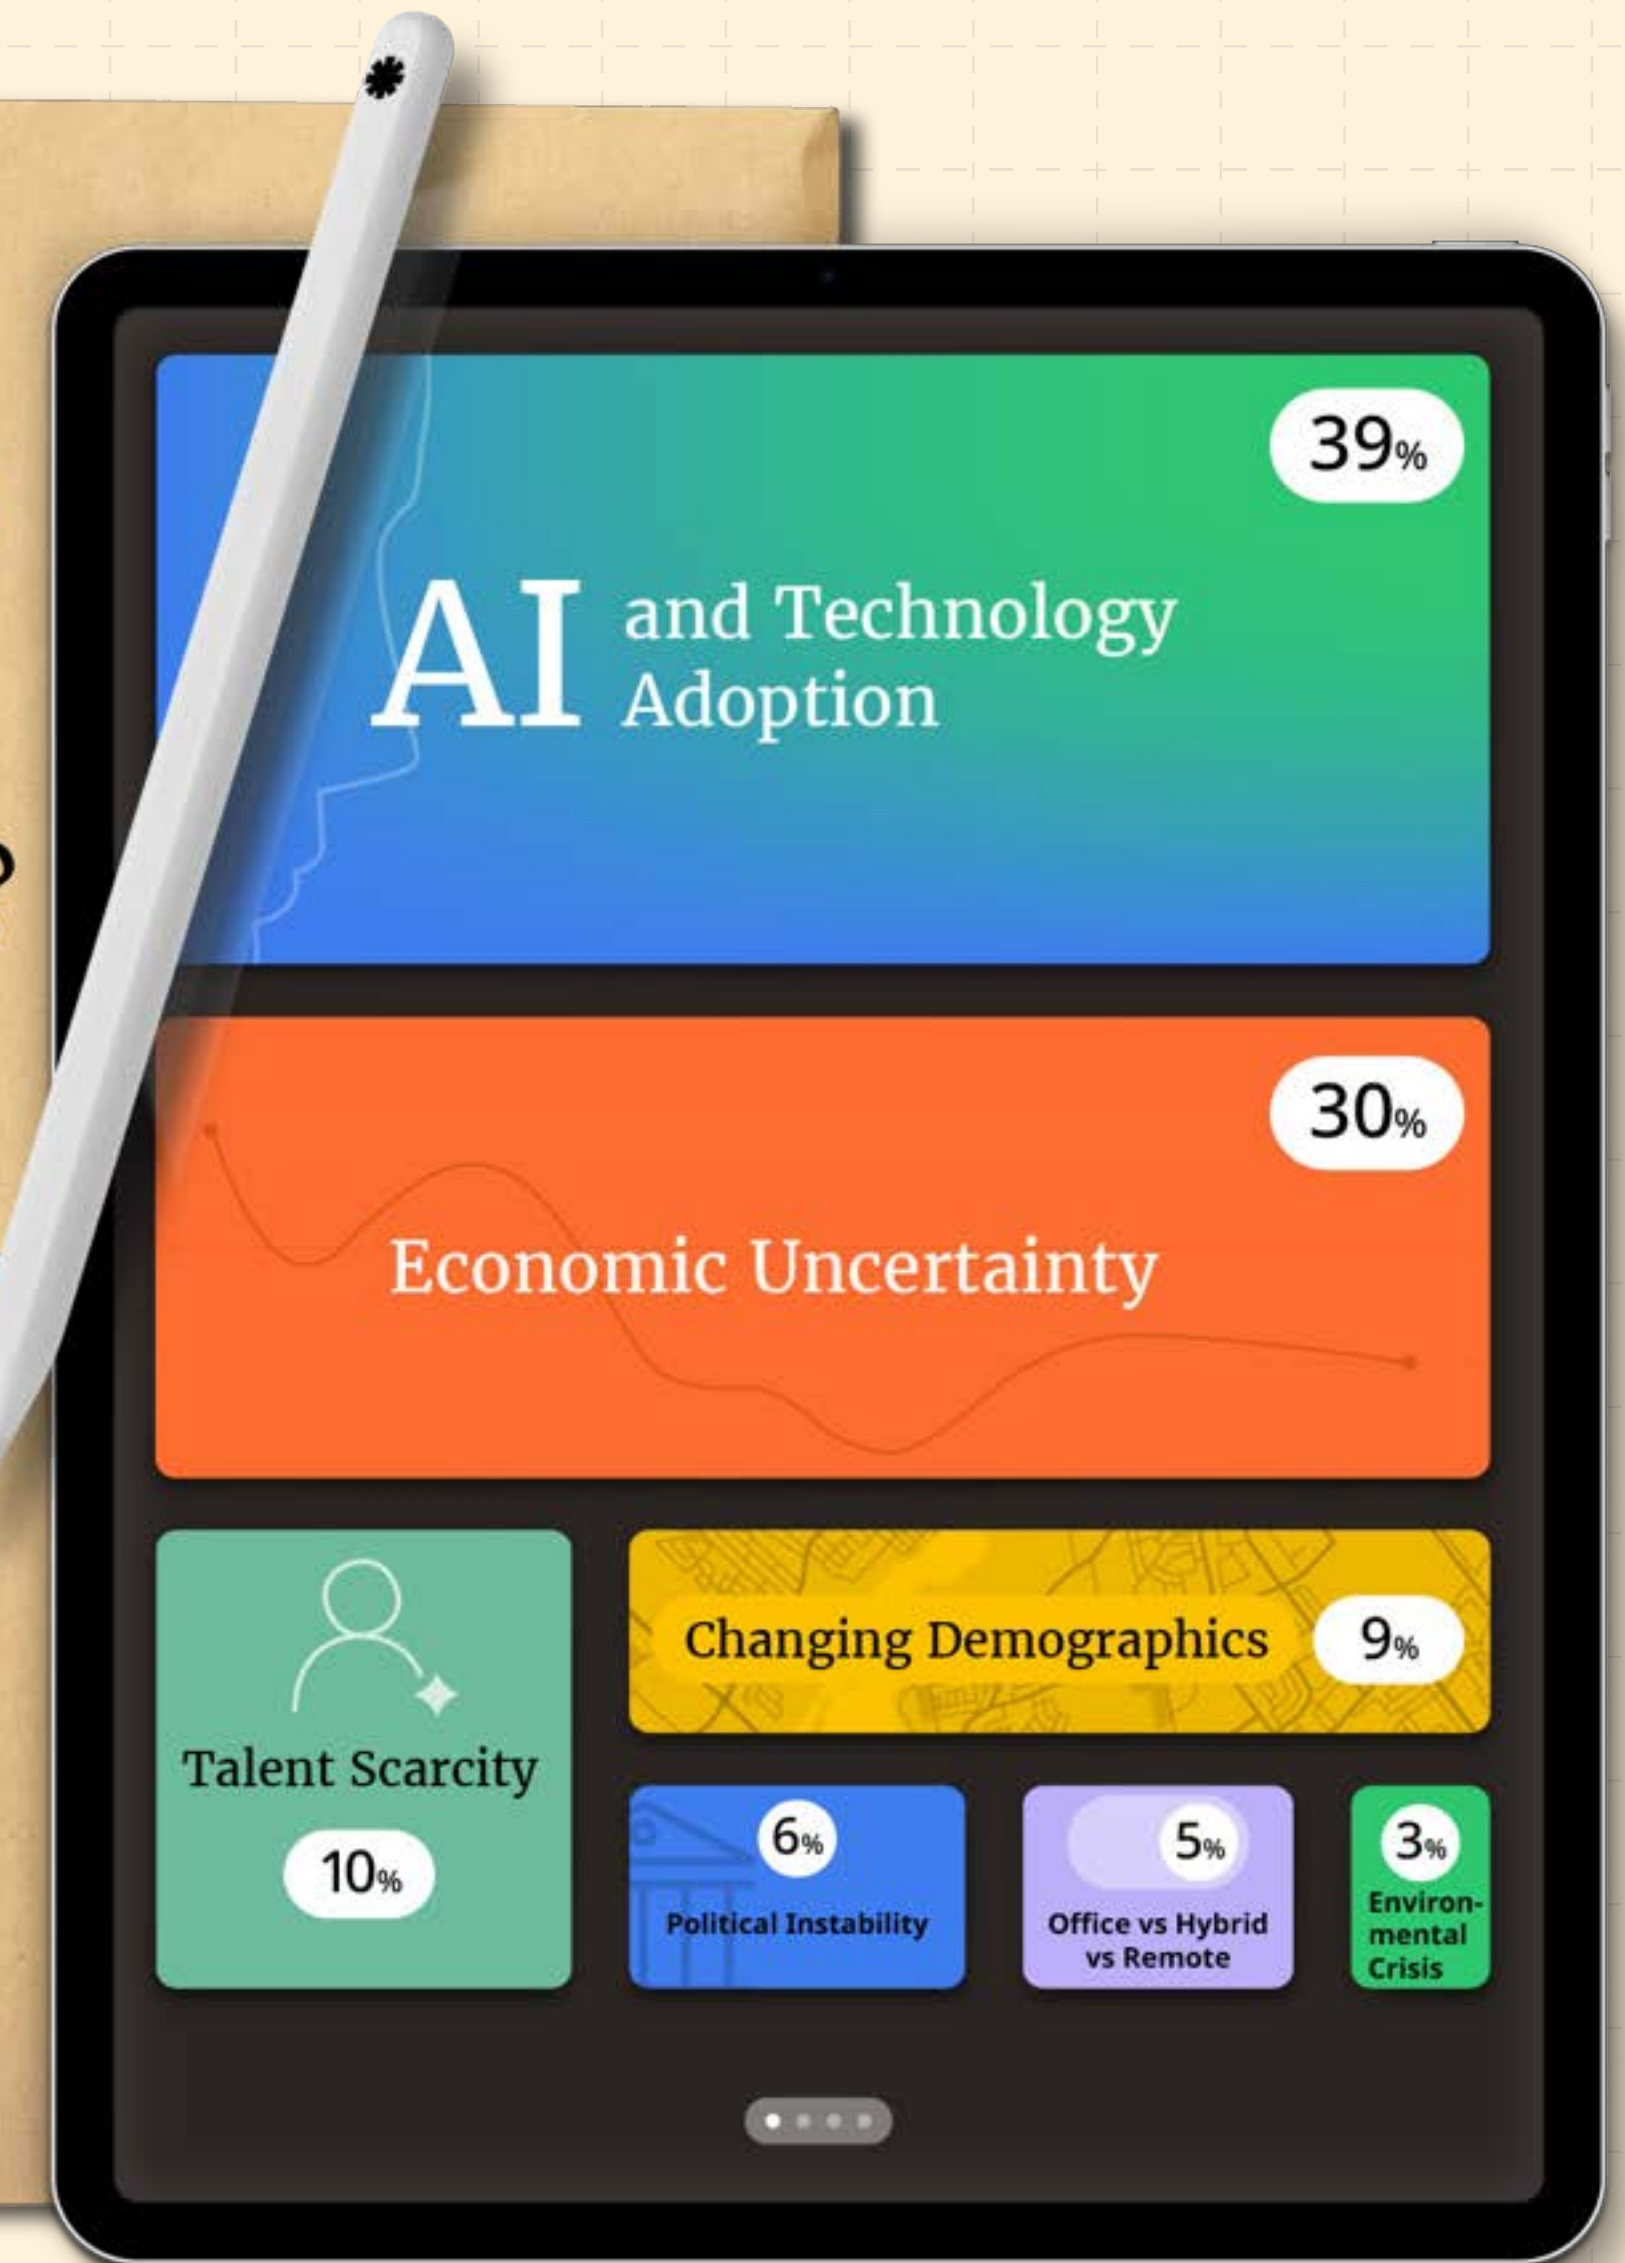 39%
AI and Technology
Adoption
30%
Economic Uncertainty
Talent Scarcity
10%
Changing Demographics 9%
6%
Political Instability
5%
Office vs Hybrid
vs Remote
3%
Environ-
mental
Crisis